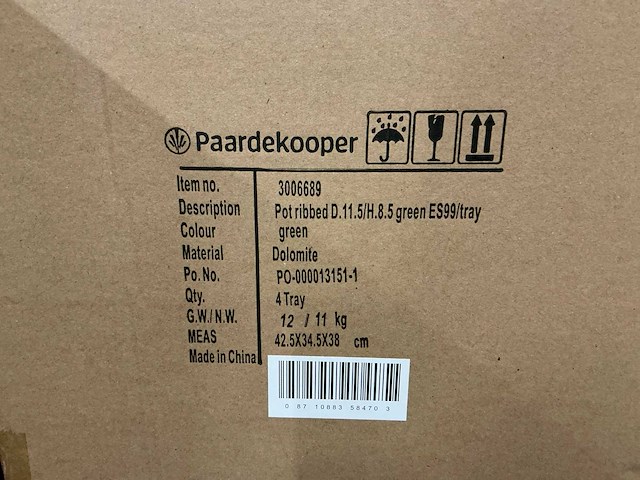 Paardekooper
Item no. 3006689
Description Pot ribbed D.11.5/H.8.5 green ES99/tray
Colour green
Material Dolomite
Po. No. PO-000013151-1
Qty. 4 Tray
G.W./ N.W. 12 / 11 kg
MEAS 42.5X34.5X38 cm
Made in China
0 87 10883 58470 3